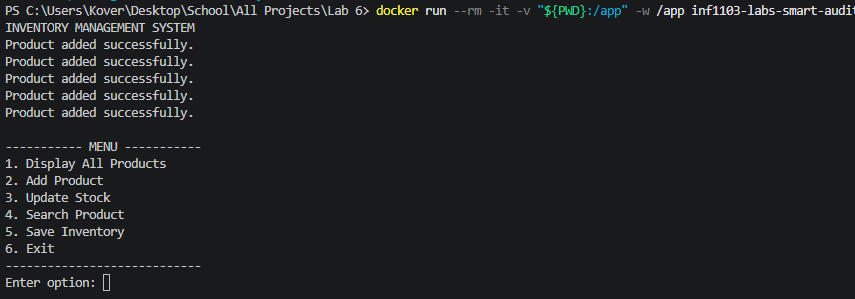 PS C:\Users\Kover\Desktop\School\All Projects\Lab 6> docker run --rm -it -v "${PWD}:/app" -w /app inf1103-labs-smart-audit
INVENTORY MANAGEMENT SYSTEM
Product added successfully.
Product added successfully.
Product added successfully.
Product added successfully.
Product added successfully.
----------- MENU -----------
1. Display All Products
2. Add Product
3. Update Stock
4. Search Product
5. Save Inventory
6. Exit
----------------------------
Enter option: